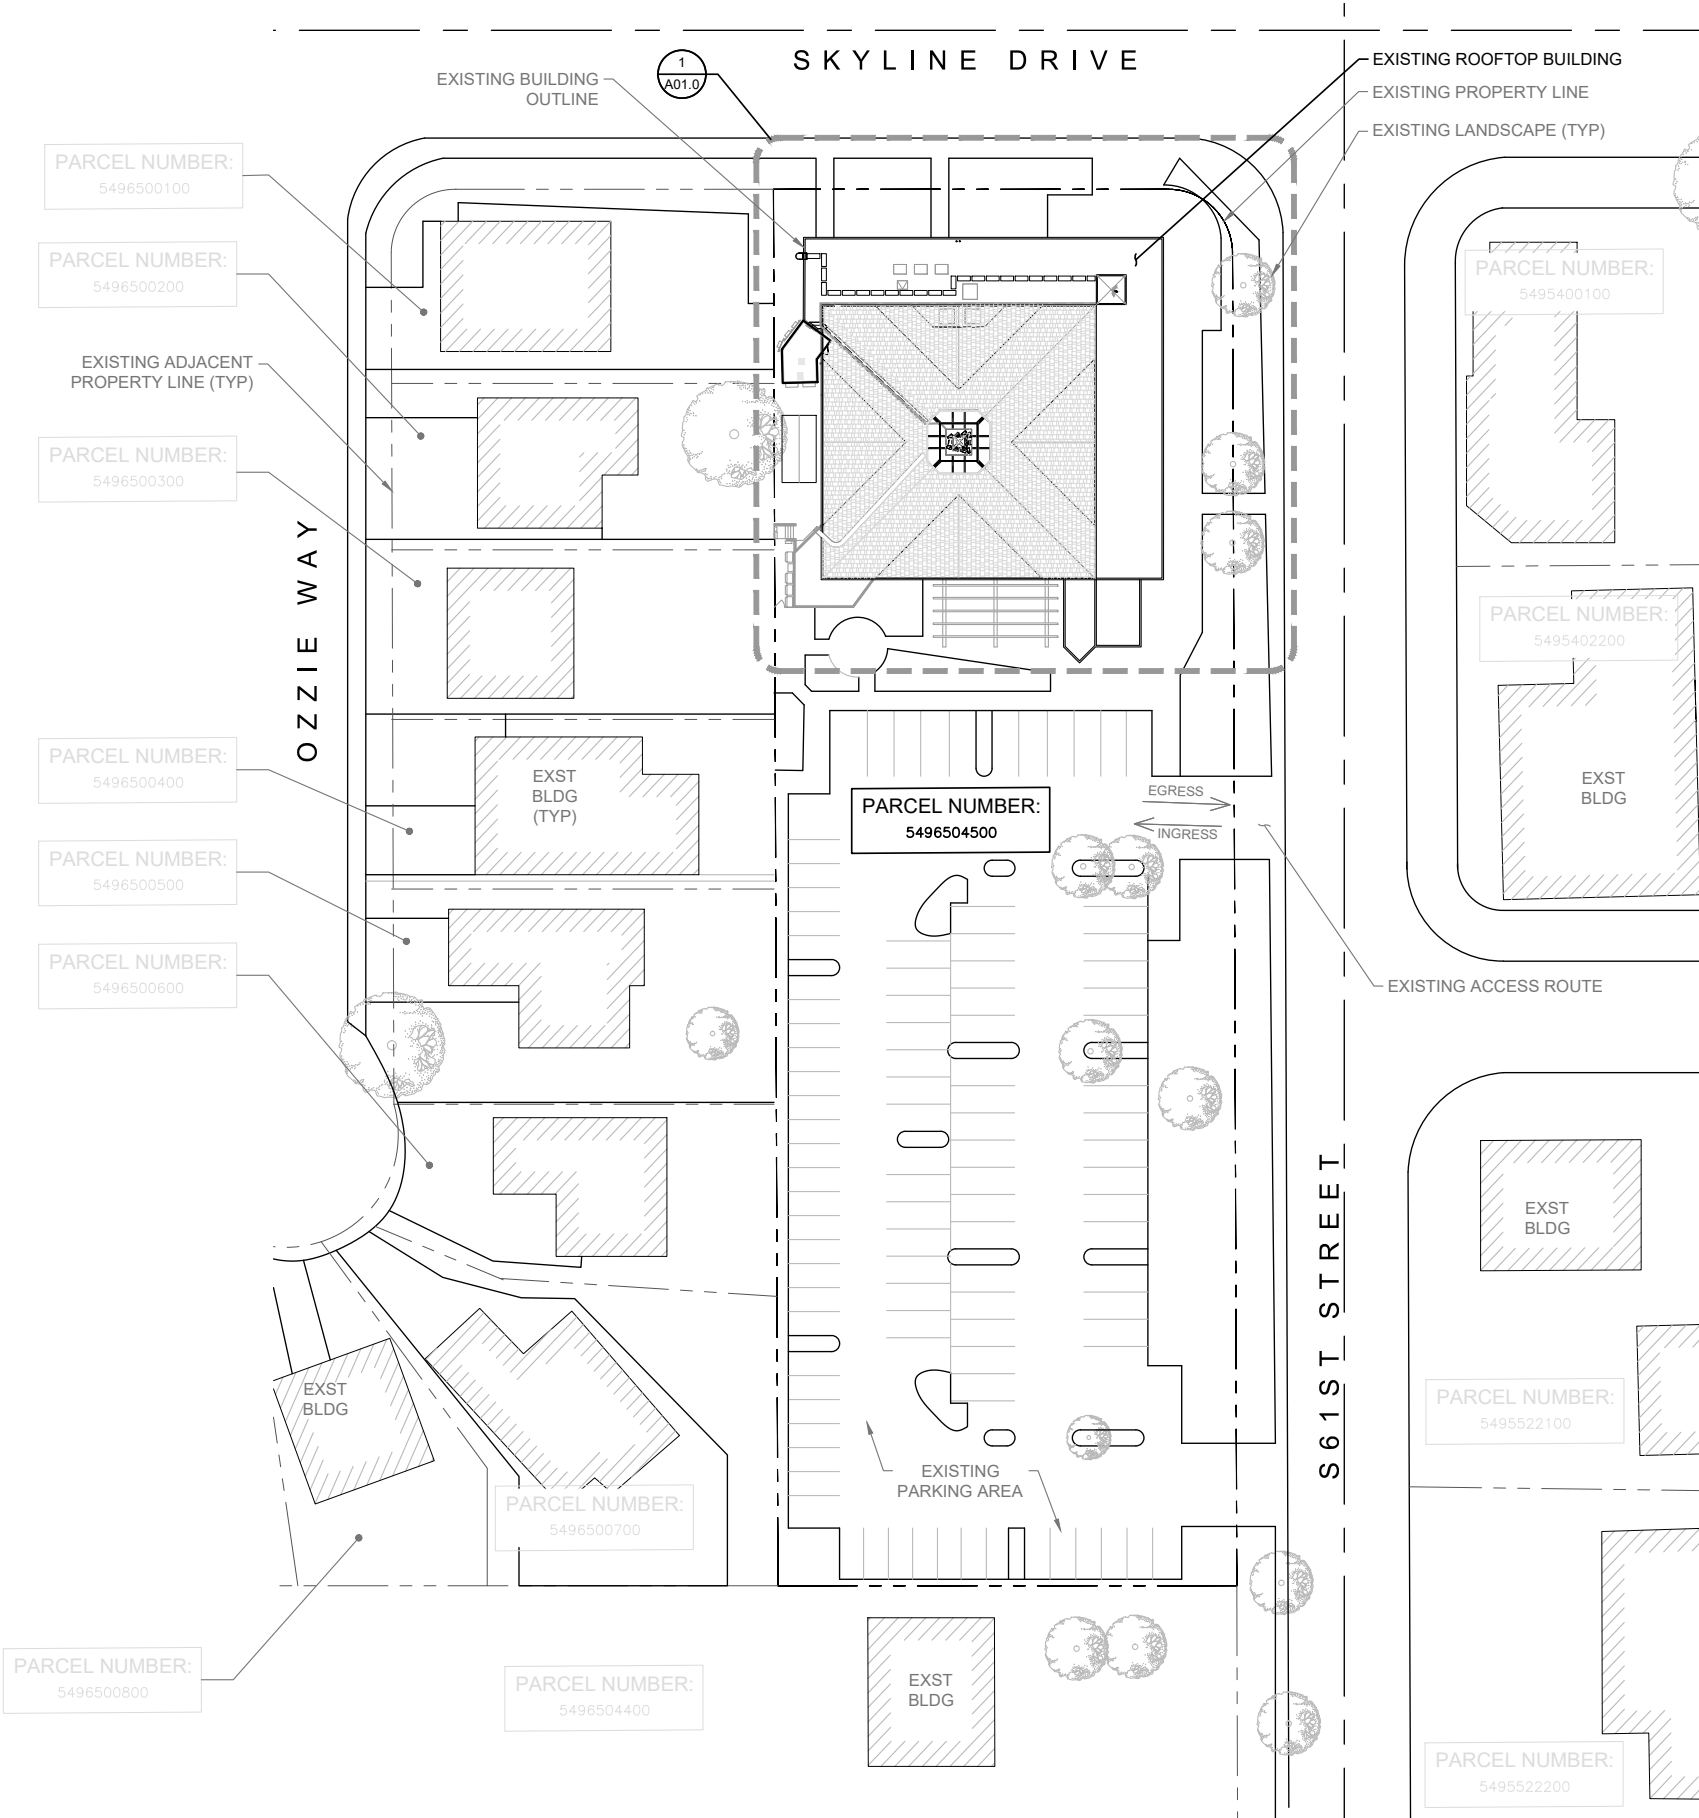 SKYLINE DRIVE
1
A01.0
EXISTING BUILDING
OUTLINE
EXISTING ROOFTOP BUILDING
EXISTING PROPERTY LINE
EXISTING LANDSCAPE (TYP)
PARCEL NUMBER:
5496500100
PARCEL NUMBER:
5496500200
EXISTING ADJACENT
PROPERTY LINE (TYP)
PARCEL NUMBER:
5496500300
OZZIE WAY
PARCEL NUMBER:
5495400100
PARCEL NUMBER:
5495402200
PARCEL NUMBER:
5496500400
EXST
BLDG
(TYP)
PARCEL NUMBER:
5496504500
EGRESS
INGRESS
EXST
BLDG
PARCEL NUMBER:
5496500500
PARCEL NUMBER:
5496500600
EXISTING ACCESS ROUTE
S61ST STREET
EXST
BLDG
EXST
BLDG
PARCEL NUMBER:
5495522100
EXISTING
PARKING AREA
PARCEL NUMBER:
5496500700
PARCEL NUMBER:
5496500800
PARCEL NUMBER:
5496504400
EXST
BLDG
PARCEL NUMBER:
5495522200